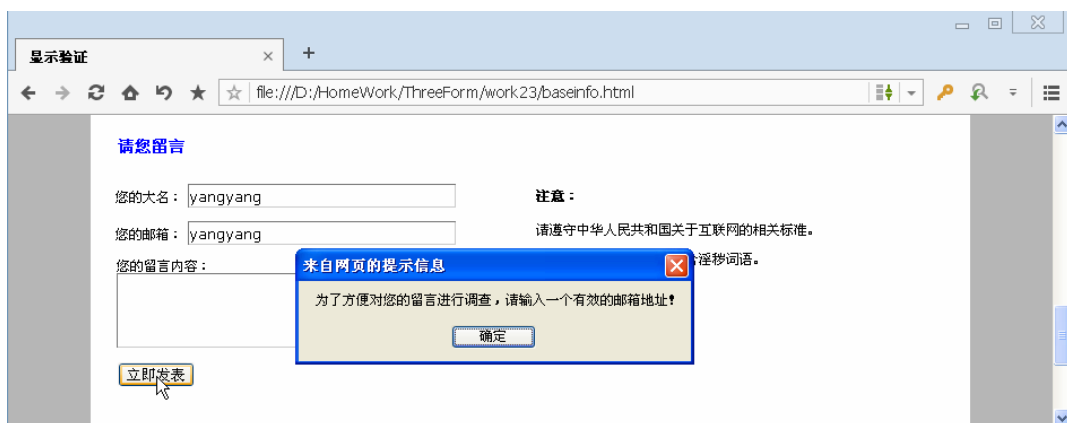 显示验证
file:///D:/HomeWork/ThreeForm/work23/baseinfo.html
请您留言
您的大名： yangyang
注意：
您的邮箱： yangyang
请遵守中华人民共和国关于互联网的相关标准。
您的留言内容：
淫秽词语。
来自网页的提示信息
为了方便对您的留言进行调查，请输入一个有效的邮箱地址！
确定
立即发表